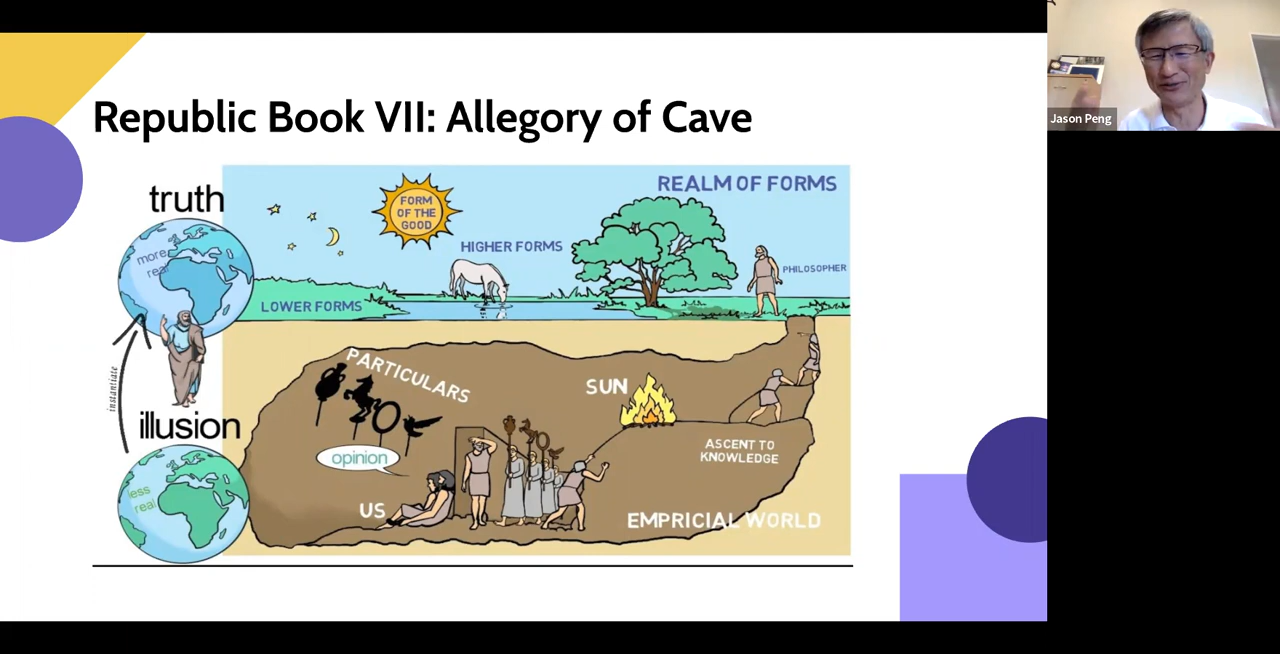 Republic Book VII: Allegory of Cave
truth
more
real
instantiate
illusion
less
real
REALM OF FORMS
FORM
OF THE
GOOD
HIGHER FORMS
PHILOSOPHER
LOWER FORMS
PARTICULARS
SUN
opinion
ASCENT TO
KNOWLEDGE
US
EMPRICIAL WORLD
Jason Peng